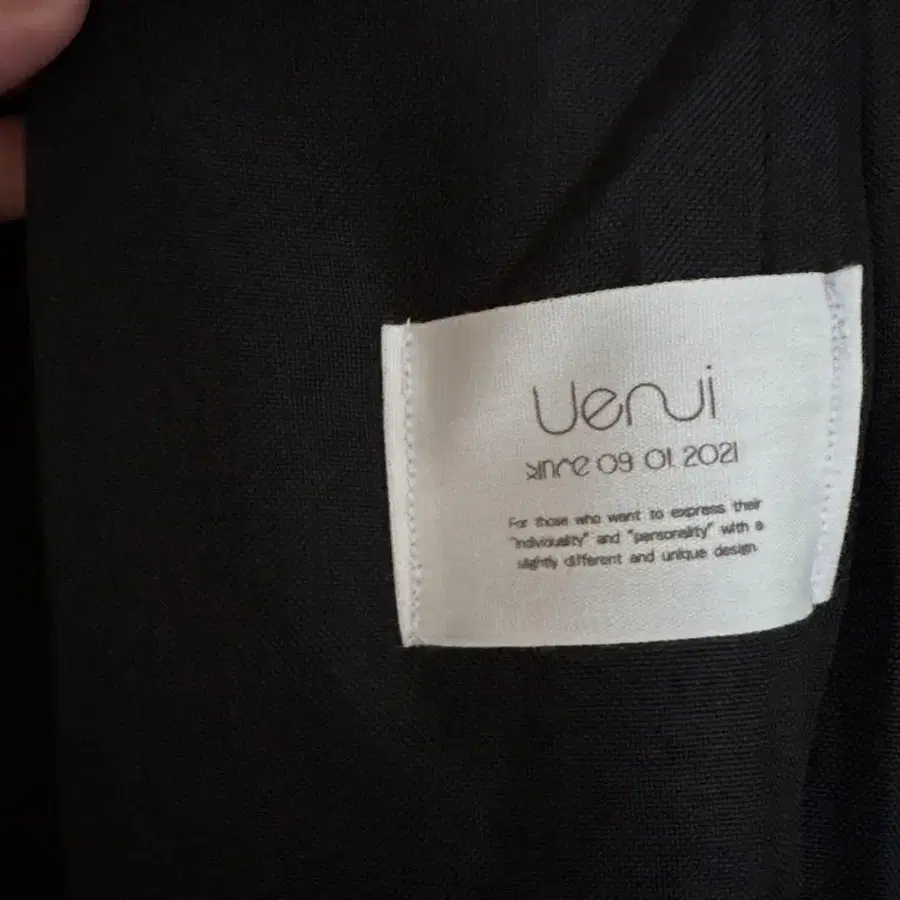 Uenui
since 09 01 2021
For those who want to express their
"individuality" and "personality" with a
slightly different and unique design